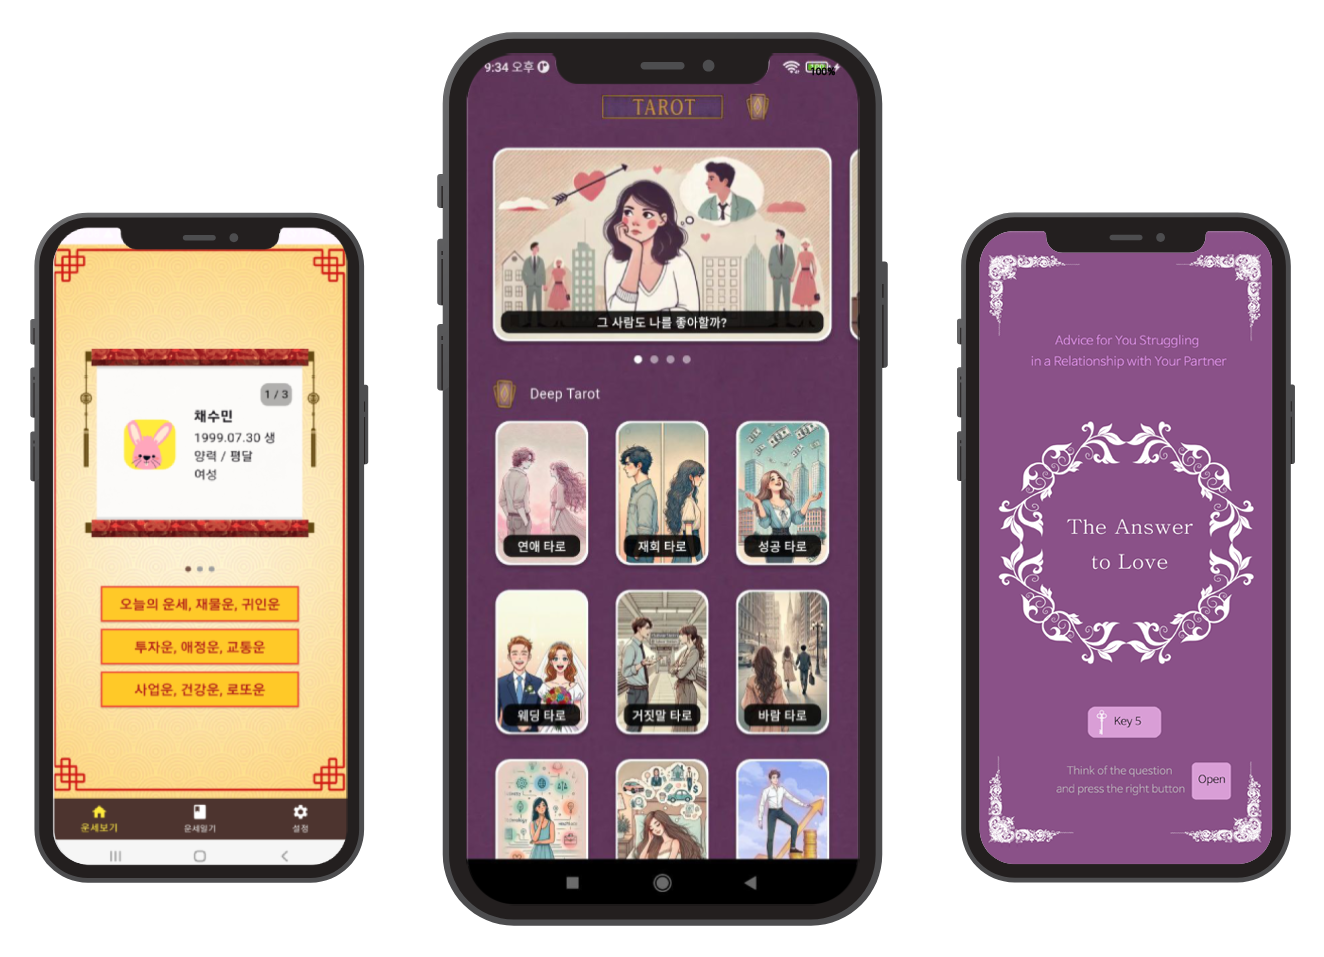 1 / 3
채수민
1999.07.30 생
양력 / 평달
여성
오늘의 운세, 재물운, 귀인운
투자운, 애정운, 교통운
사업운, 건강운, 로또운
운세보기
운세일기
설정
9:34 오후
100%
TAROT
그 사람도 나를 좋아할까?
Deep Tarot
연애 타로
재회 타로
성공 타로
웨딩 타로
거짓말 타로
바람 타로
Advice for You Struggling
in a Relationship with Your Partner
The Answer
to Love
Key 5
Think of the question
and press the right button
Open